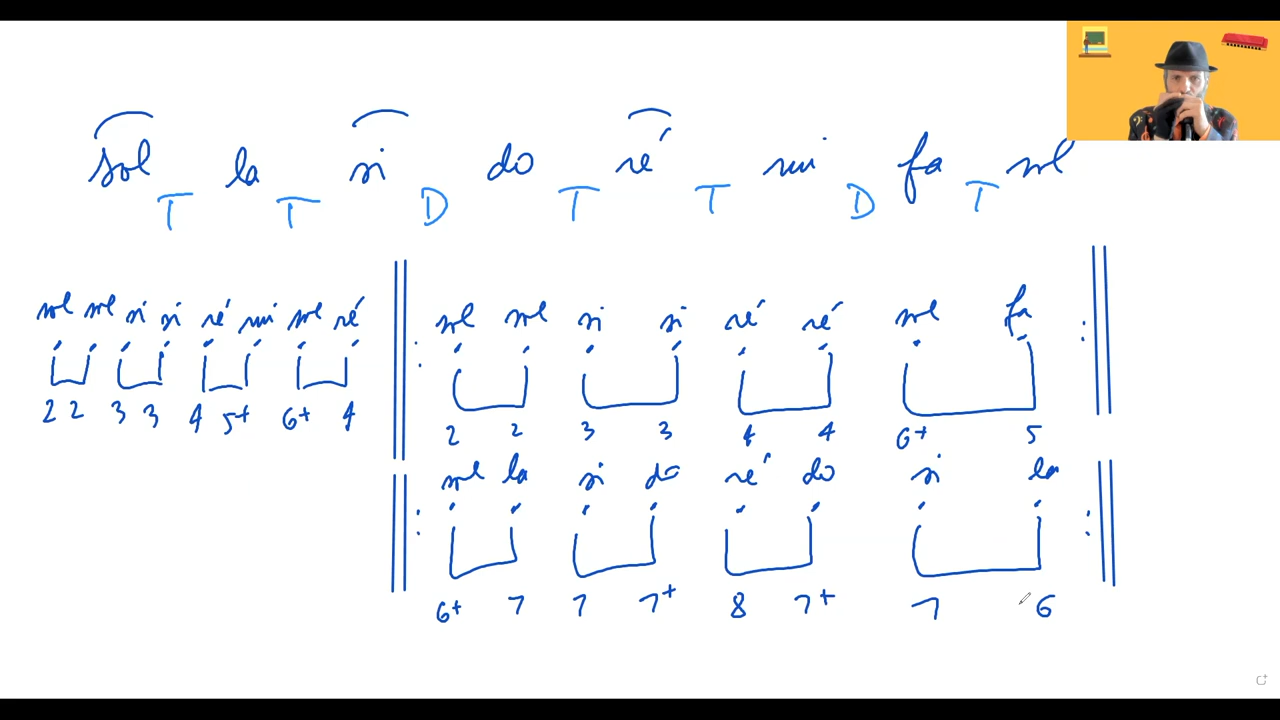 sol la si do ré mi fa sol
T T D T T D T
sol sol si si ré mi sol ré
2 2 3 3 4 5+ 6+ 4
sol sol si si ré ré sol fa
2 2 3 3 4 4 6+ 5
sol la si do ré do si la
6+ 7 7 7+ 8 7+ 7 6